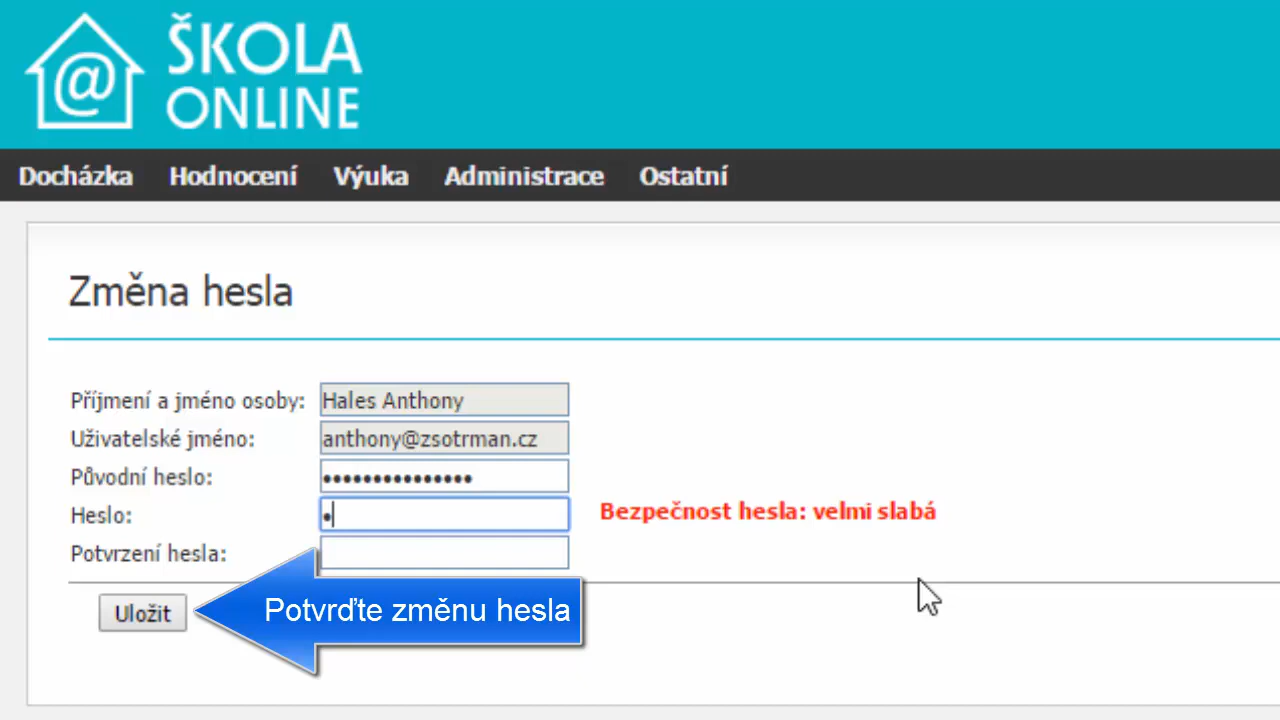 @ ŠKOLA
ONLINE
Docházka Hodnocení Výuka Administrace Ostatní
Změna hesla
Příjmení a jméno osoby: Hales Anthony
Uživatelské jméno: anthony@zsotrman.cz
Původní heslo: •••••••••••••••
Heslo: • Bezpečnost hesla: velmi slabá
Potvrzení hesla:
Uložit Potvrďte změnu hesla